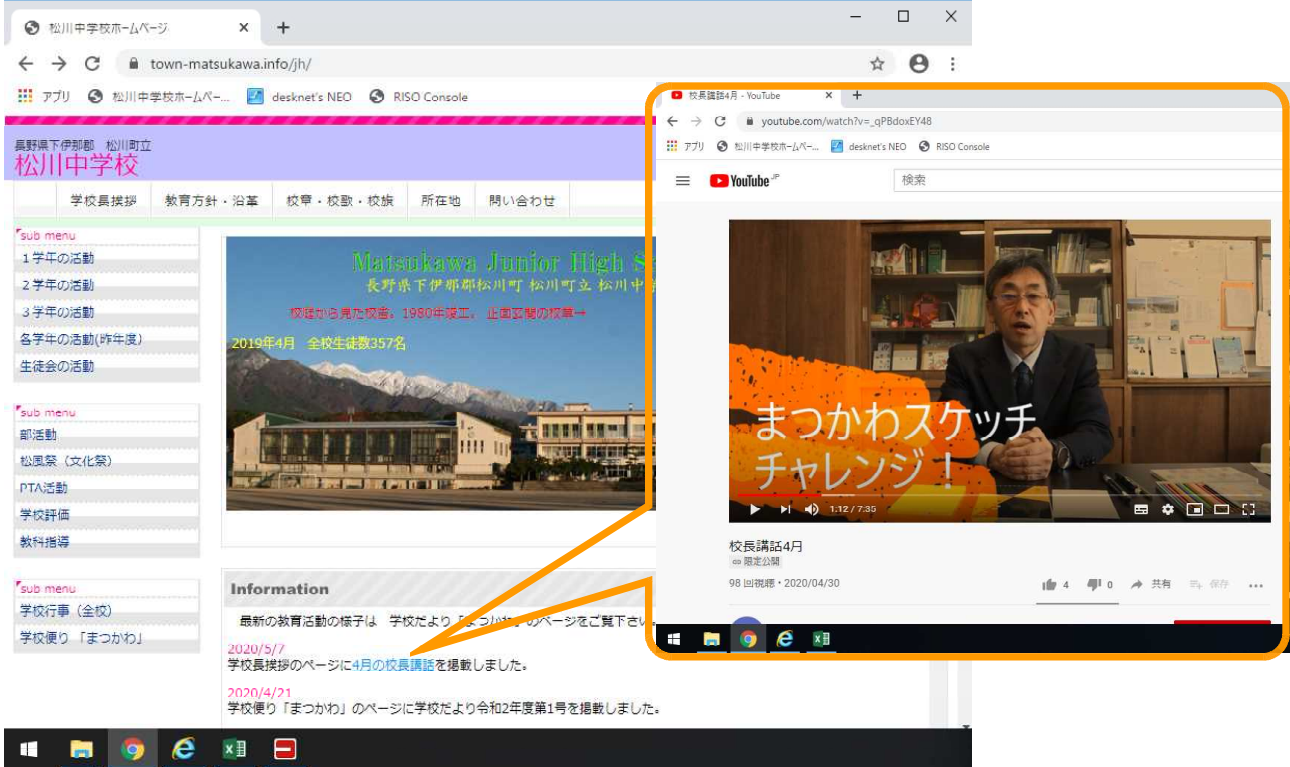 松川中学校ホームページ
town-matsukawa.info/jh/
アプリ 松川中学校ホームペー... desknet's NEO RISO Console
長野県下伊那郡 松川町立
松川中学校
学校長挨拶 教育方針・沿革 校章・校歌・校旗 所在地 問い合わせ
sub menu
1学年の活動
2学年の活動
3学年の活動
各学年の活動(昨年度)
生徒会の活動
sub menu
部活動
松風祭（文化祭）
PTA活動
学校評価
教科指導
sub menu
学校行事（全校）
学校便り「まつかわ」
Matsukawa Junior High S
長野県下伊那郡松川町 松川町立 松川中
校庭から見た校舎。1980年竣工。 正面玄関の校章→
2019年4月 全校生徒数357名
Information
最新の教育活動の様子は 学校だより「まつかわ」のページをご覧下さい。
2020/5/7
学校長挨拶のページに4月の校長講話を掲載しました。
2020/4/21
学校便り「まつかわ」のページに学校だより令和2年度第1号を掲載しました。
校長講話4月 - YouTube
youtube.com/watch?v=_qPBdoxEY48
アプリ 松川中学校ホームペー... desknet's NEO RISO Console
YouTube JP
検索
まつかわスケッチ
チャレンジ！
1:12 / 7:35
校長講話4月
限定公開
98 回視聴・2020/04/30
4 0 共有 保存